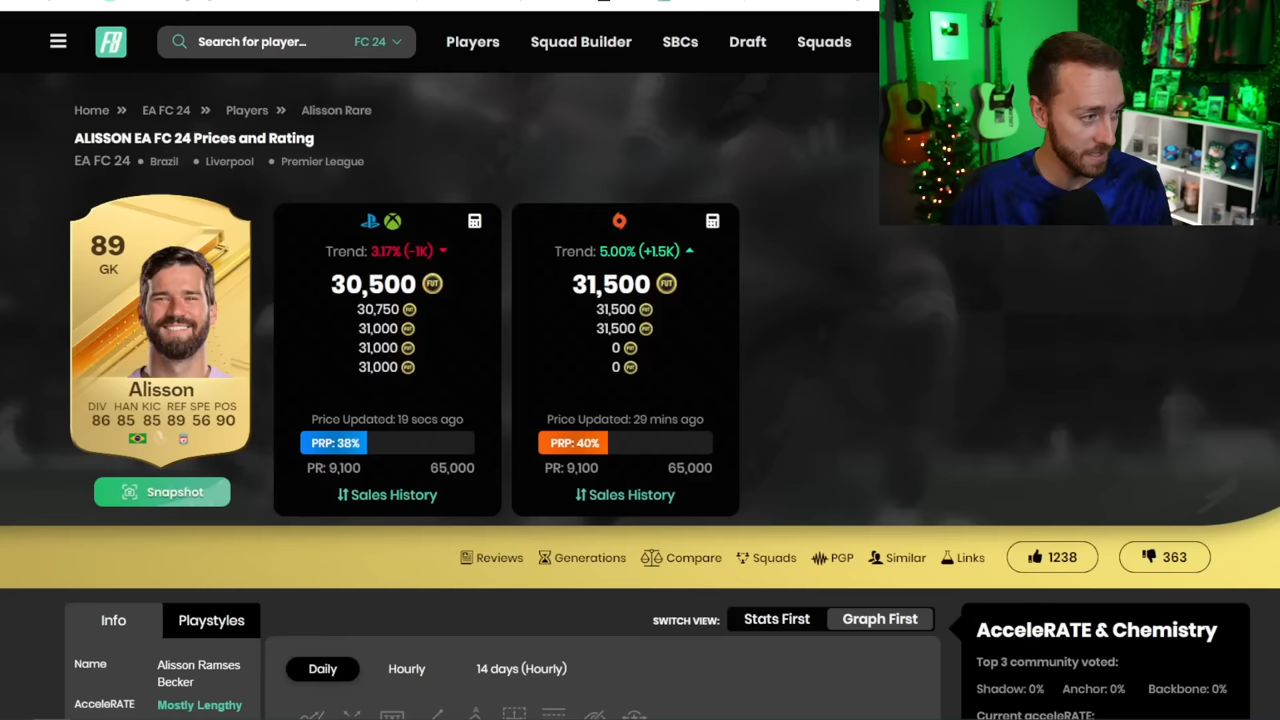 FB
Search for player...
FC 24
Players
Squad Builder
SBCs
Draft
Squads
Home >> EA FC 24 >> Players >> Alisson Rare
ALISSON EA FC 24 Prices and Rating
EA FC 24 • Brazil • Liverpool • Premier League
89
GK
Alisson
DIV HAN KIC REF SPE POS
86 85 85 89 56 90
Snapshot
Trend: 3.17% (-1K)
30,500 FUT
30,750
31,000
31,000
31,000
Price Updated: 19 secs ago
PRP: 38%
PR: 9,100 65,000
Sales History
Trend: 5.00% (+1.5K)
31,500 FUT
31,500
31,500
0
0
Price Updated: 29 mins ago
PRP: 40%
PR: 9,100 65,000
Sales History
Reviews
Generations
Compare
Squads
PGP
Similar
Links
1238
363
Info
Playstyles
Name
Alisson Ramses
Becker
AcceleRATE
Mostly Lengthy
SWITCH VIEW:
Stats First
Graph First
Daily
Hourly
14 days (Hourly)
AcceleRATE & Chemistry
Top 3 community voted:
Shadow: 0% Anchor: 0% Backbone: 0%
Current acceleRATE: